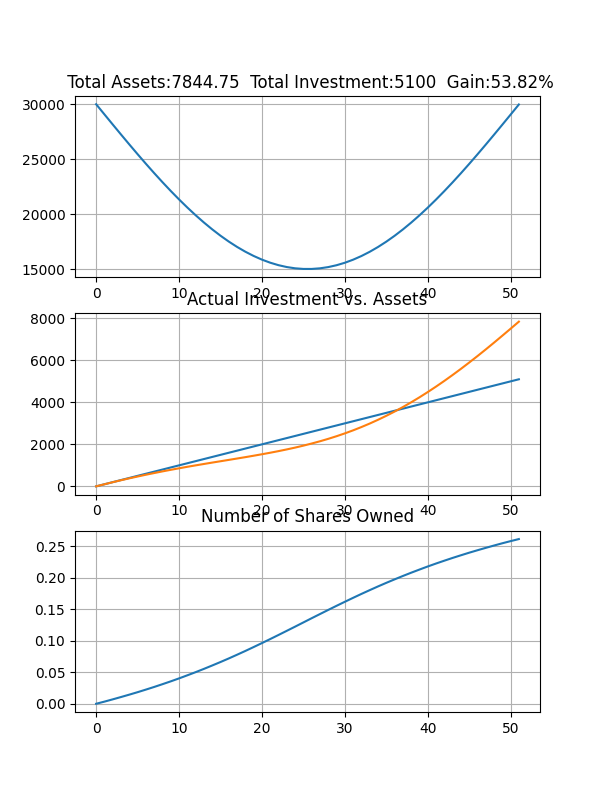 Total Assets:7844.75  Total Investment:5100  Gain:53.82%
30000
25000
20000
15000
0 10 20 30 40 50
Actual Investment vs. Assets
8000
6000
4000
2000
0
0 10 20 30 40 50
Number of Shares Owned
0.25
0.20
0.15
0.10
0.05
0.00
0 10 20 30 40 50